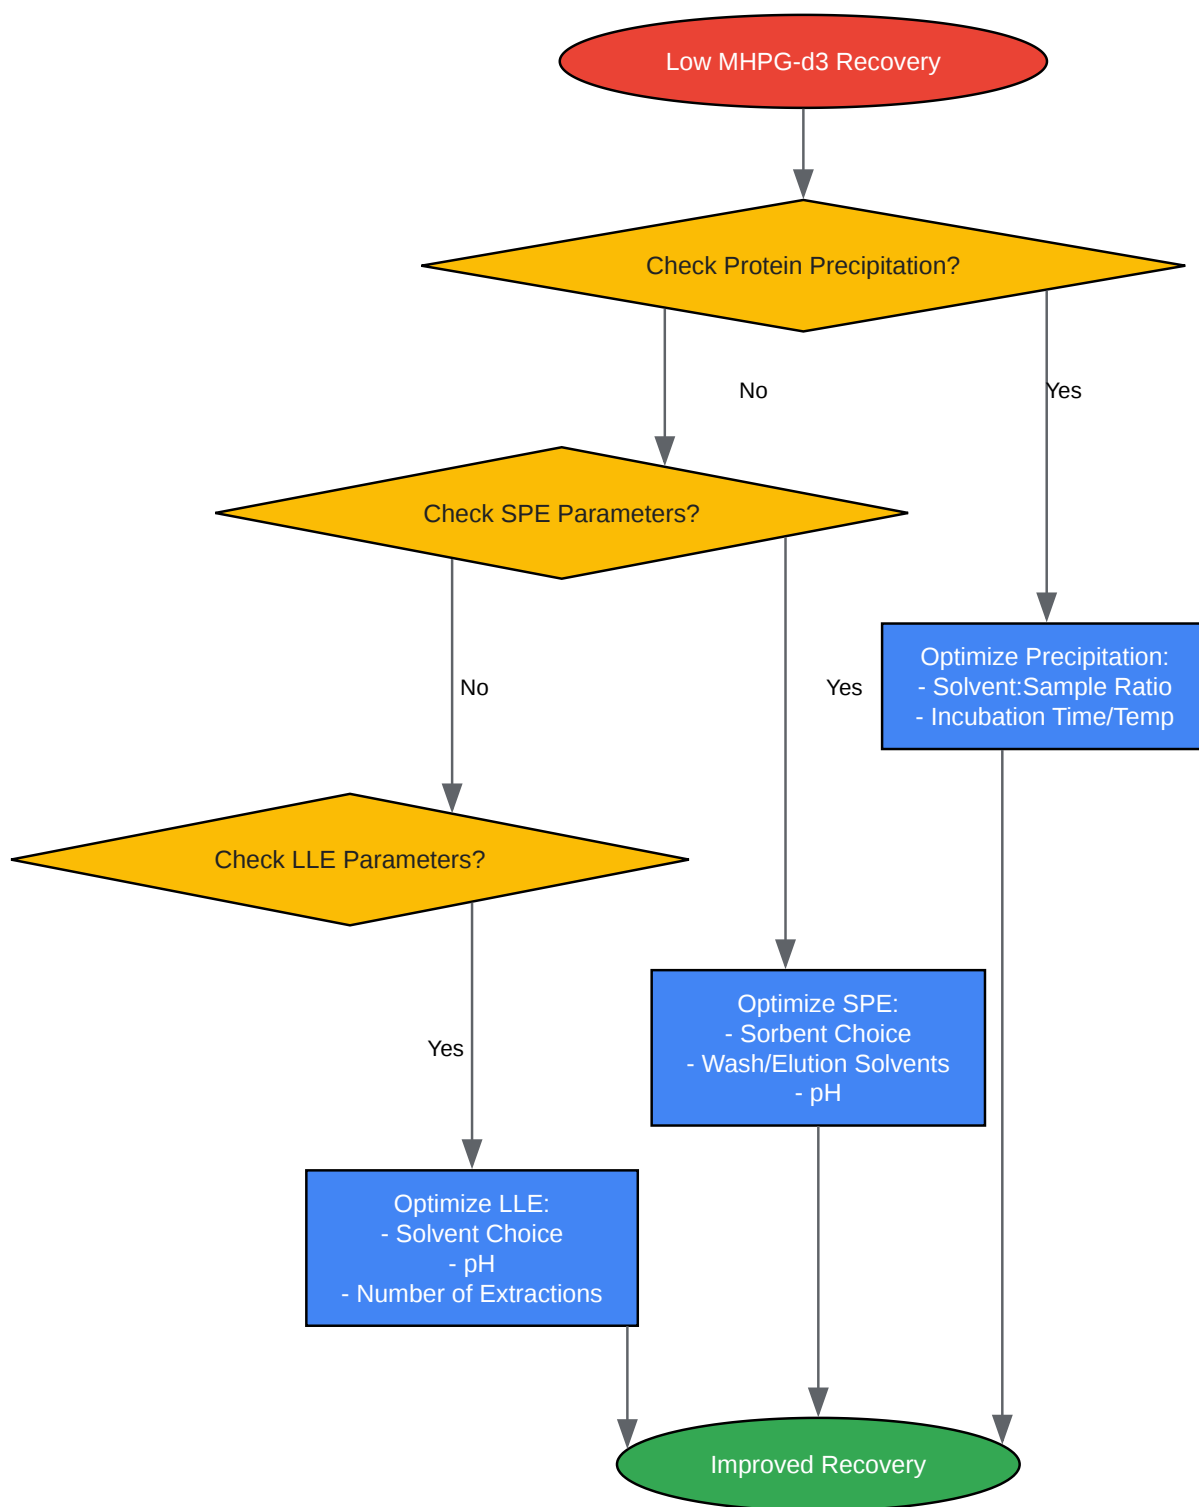 Low MHPG-d3 Recovery
Check Protein Precipitation?
No
Yes
Check SPE Parameters?
Optimize Precipitation:
- Solvent:Sample Ratio
- Incubation Time/Temp
No
Yes
Check LLE Parameters?
Optimize SPE:
- Sorbent Choice
- Wash/Elution Solvents
- pH
Yes
Optimize LLE:
- Solvent Choice
- pH
- Number of Extractions
Improved Recovery